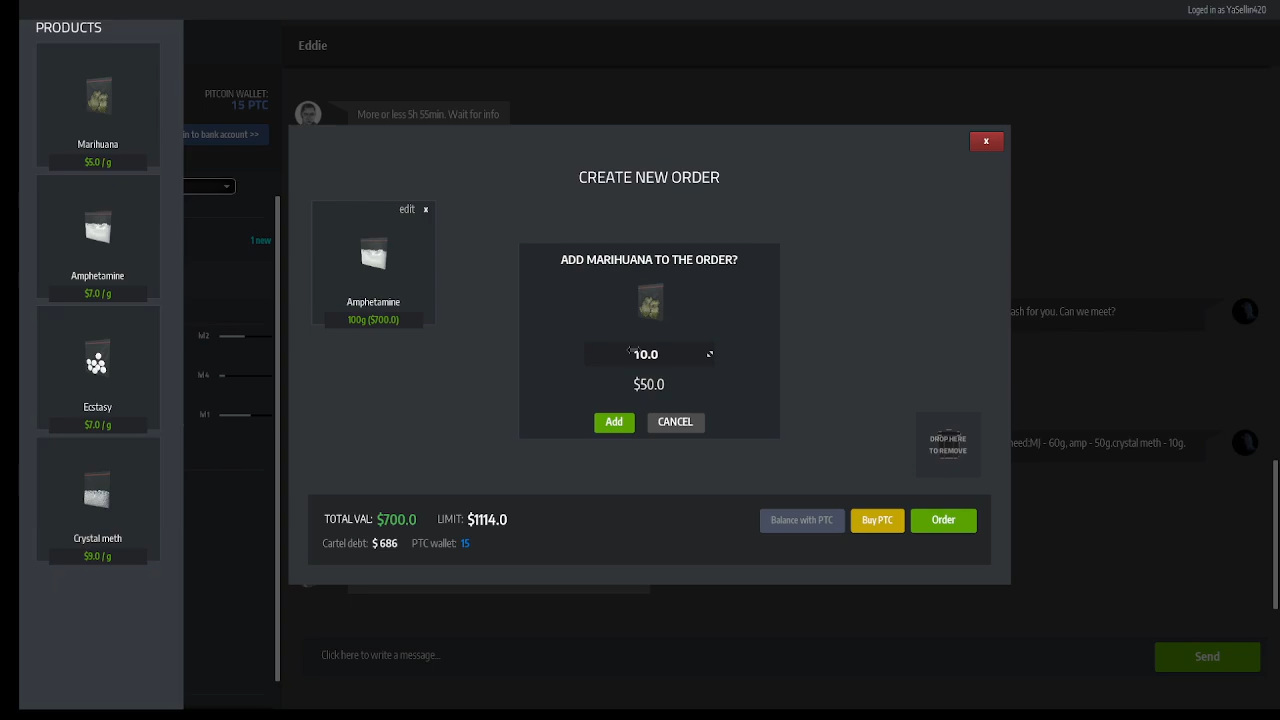 Loged in as YaSellin420
PRODUCTS
Marihuana
$5.0 / g
Amphetamine
$7.0 / g
Ecstasy
$7.0 / g
Crystal meth
$9.0 / g
PITCOIN WALLET:
15 PTC
in to bank account >>
1 new
M2
M4
M1
Eddie
More or less 5h 55min. Wait for info
ash for you. Can we meet?
need:MJ - 60g, amp - 50g.crystal meth - 10g.
x
CREATE NEW ORDER
edit x
Amphetamine
100g ($700.0)
ADD MARIHUANA TO THE ORDER?
10.0
$50.0
Add
CANCEL
DROP HERE
TO REMOVE
TOTAL VAL: $700.0 LIMIT: $1114.0
Cartel debt: $ 686 PTC wallet: 15
Balance with PTC
Buy PTC
Order
Click here to write a message...
Send